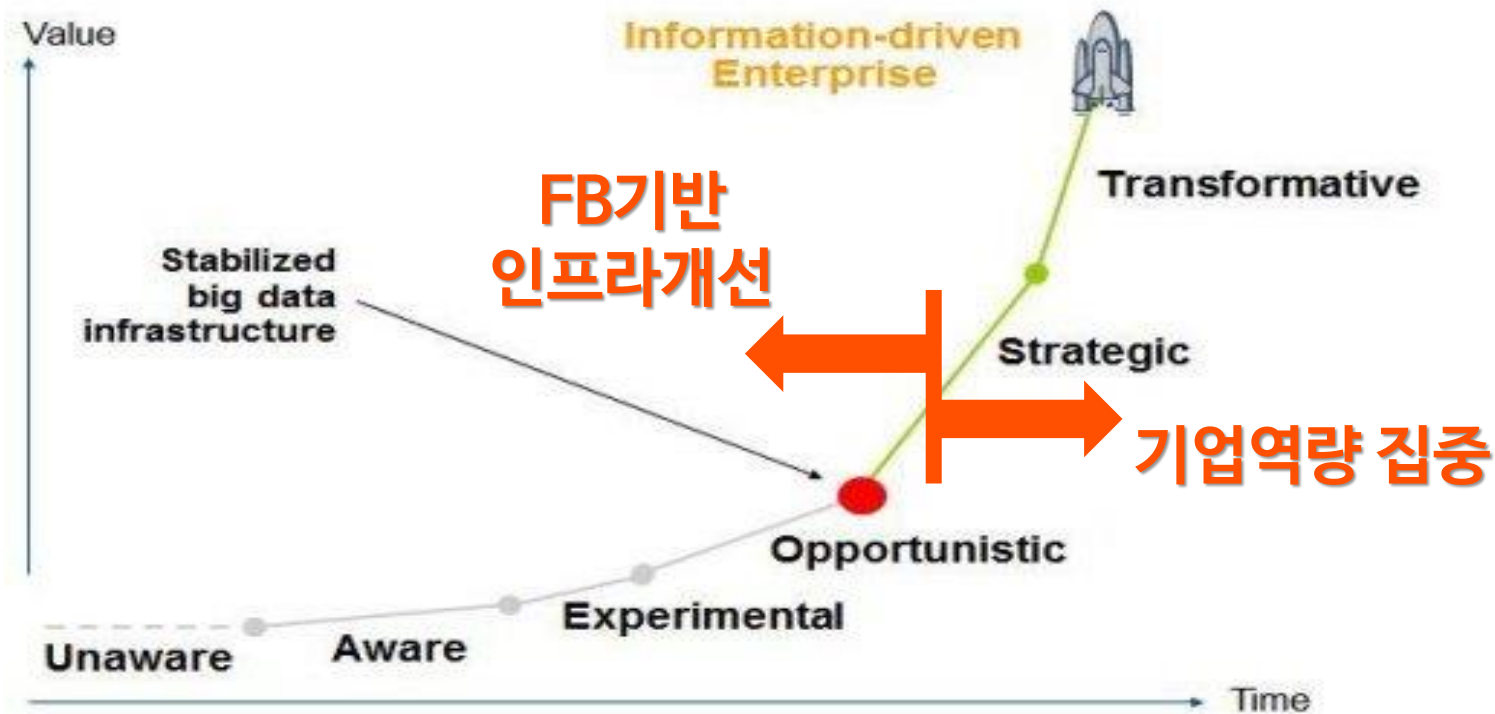 Value
Information-driven
Enterprise
Transformative
FB기반
인프라개선
Stabilized
big data
infrastructure
Strategic
기업역량 집중
Opportunistic
Experimental
Aware
Unaware
Time